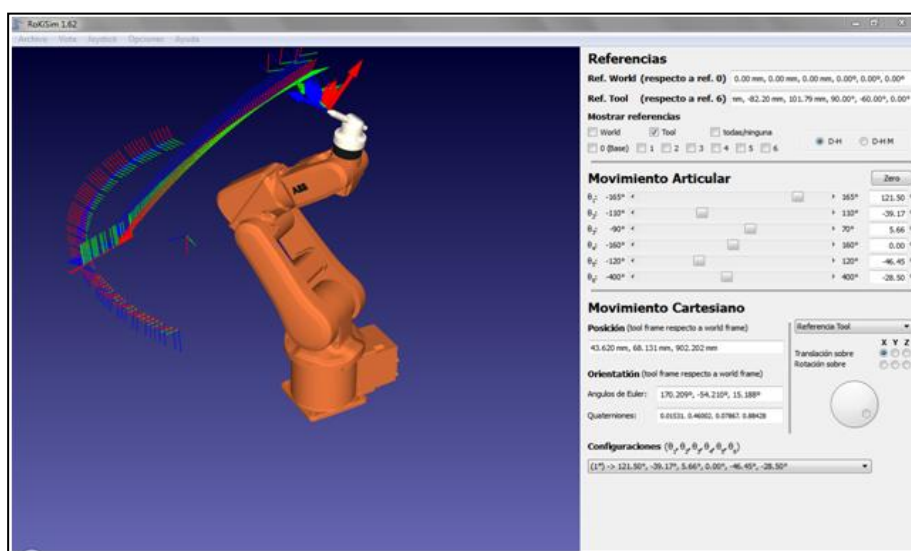 RoKiSim 1.62
Archivo Vista Joystick Opciones Ayuda
Referencias
Ref. World (respecto a ref. 0) 0.00 mm, 0.00 mm, 0.00 mm, 0.00°, 0.00°, 0.00°
Ref. Tool (respecto a ref. 6) nm, -82.20 mm, 101.79 mm, 90.00°, -60.00°, 0.00°
Mostrar referencias
World Tool todas/ninguna
0 (Base) 1 2 3 4 5 6 D-H D-H M
Movimiento Articular Zero
θ₁: -165° 165° 121.50 °
θ₂: -110° 110° -39.17 °
θ₃: -90° 70° 5.66 °
θ₄: -160° 160° 0.00 °
θ₅: -120° 120° -46.45 °
θ₆: -400° 400° -28.50 °
Movimiento Cartesiano
Posición (tool frame respecto a world frame) Referencia Tool
43.620 mm, 68.131 mm, 902.202 mm
X Y Z
Translación sobre
Rotación sobre
Orientatión (tool frame respecto a world frame)
Angulos de Euler: 170.209°, -54.210°, 15.188°
Quaterniones: 0.01531, 0.46002, 0.07867, 0.88428
Configuraciones (θ₁,θ₂,θ₃,θ₄,θ₅,θ₆)
(1*) -> 121.50°, -39.17°, 5.66°, 0.00°, -46.45°, -28.50°
ABB